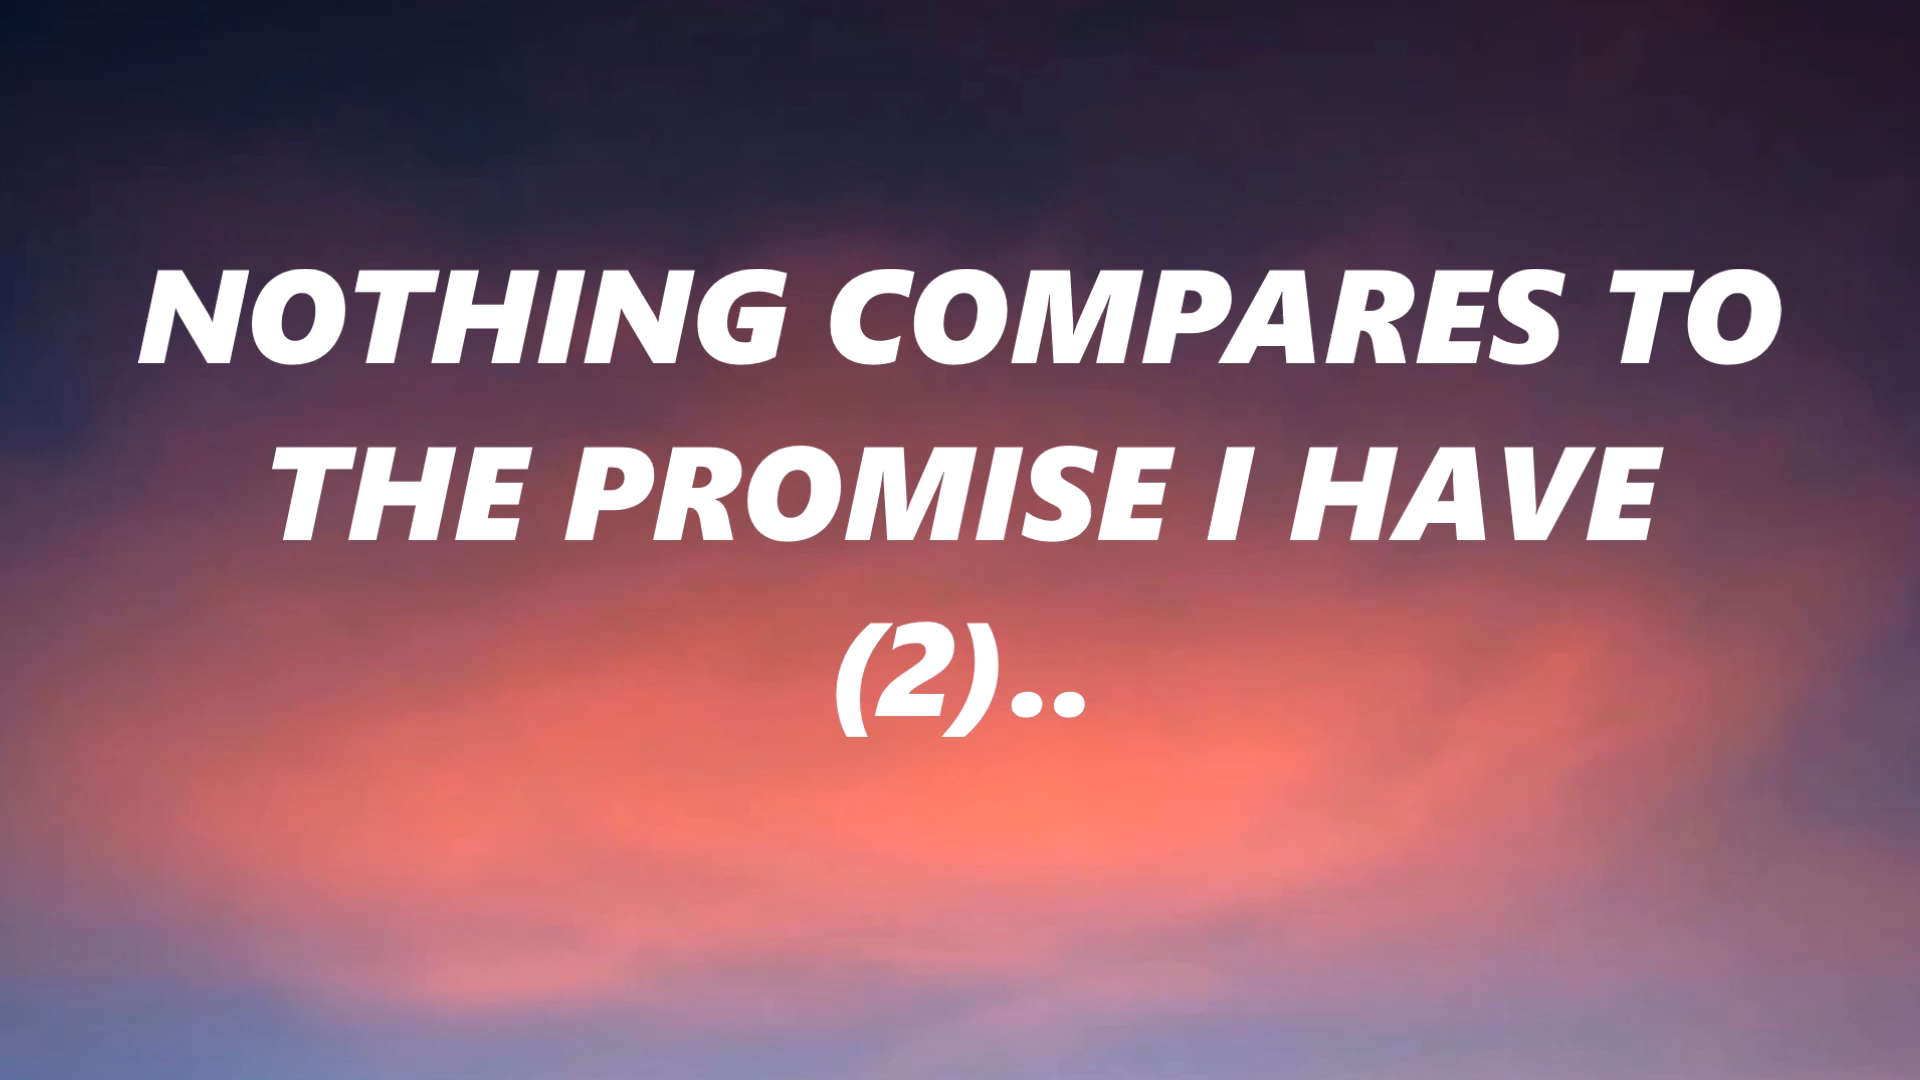 NOTHING COMPARES TO
THE PROMISE I HAVE
(2)..